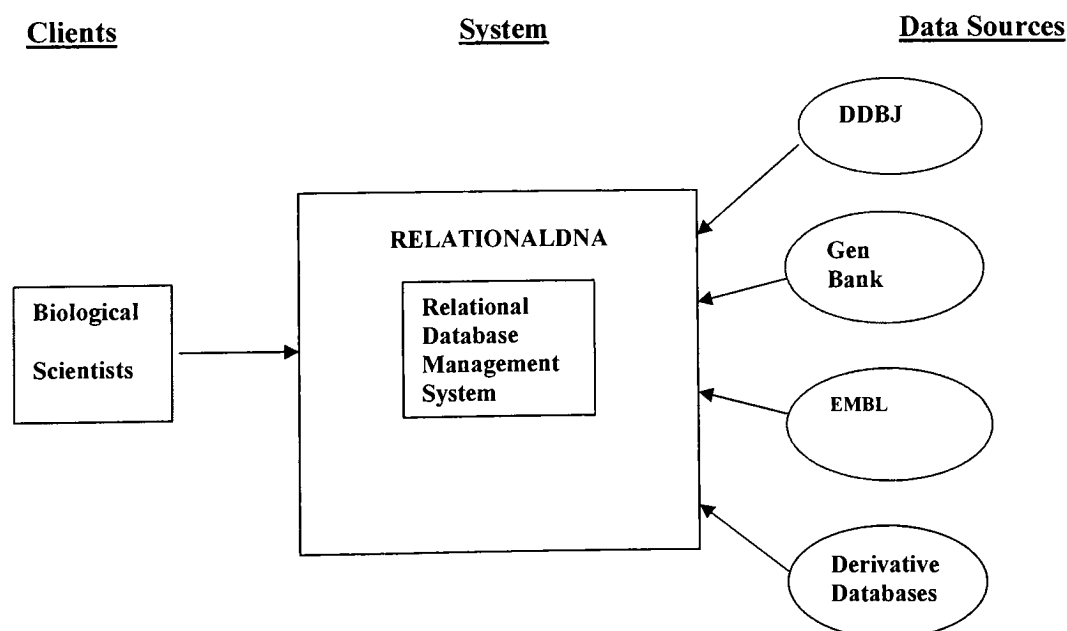 Clients
System
Data Sources
DDBJ
RELATIONALDNA
Gen
Bank
Biological
Scientists
Relational
Database
Management
System
EMBL
Derivative
Databases